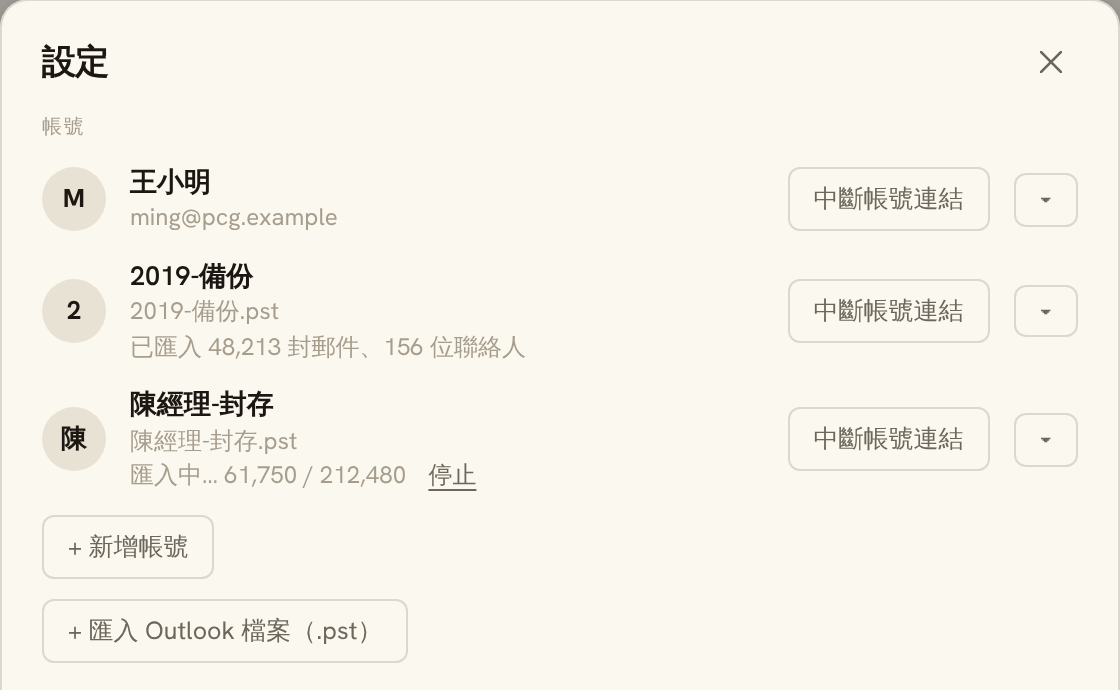 設定
帳號
M
王小明
ming@pcg.example
中斷帳號連結
2
2019-備份
2019-備份.pst
已匯入 48,213 封郵件、156 位聯絡人
中斷帳號連結
陳
陳經理-封存
陳經理-封存.pst
匯入中... 61,750 / 212,480 停止
中斷帳號連結
+ 新增帳號
+ 匯入 Outlook 檔案（.pst）